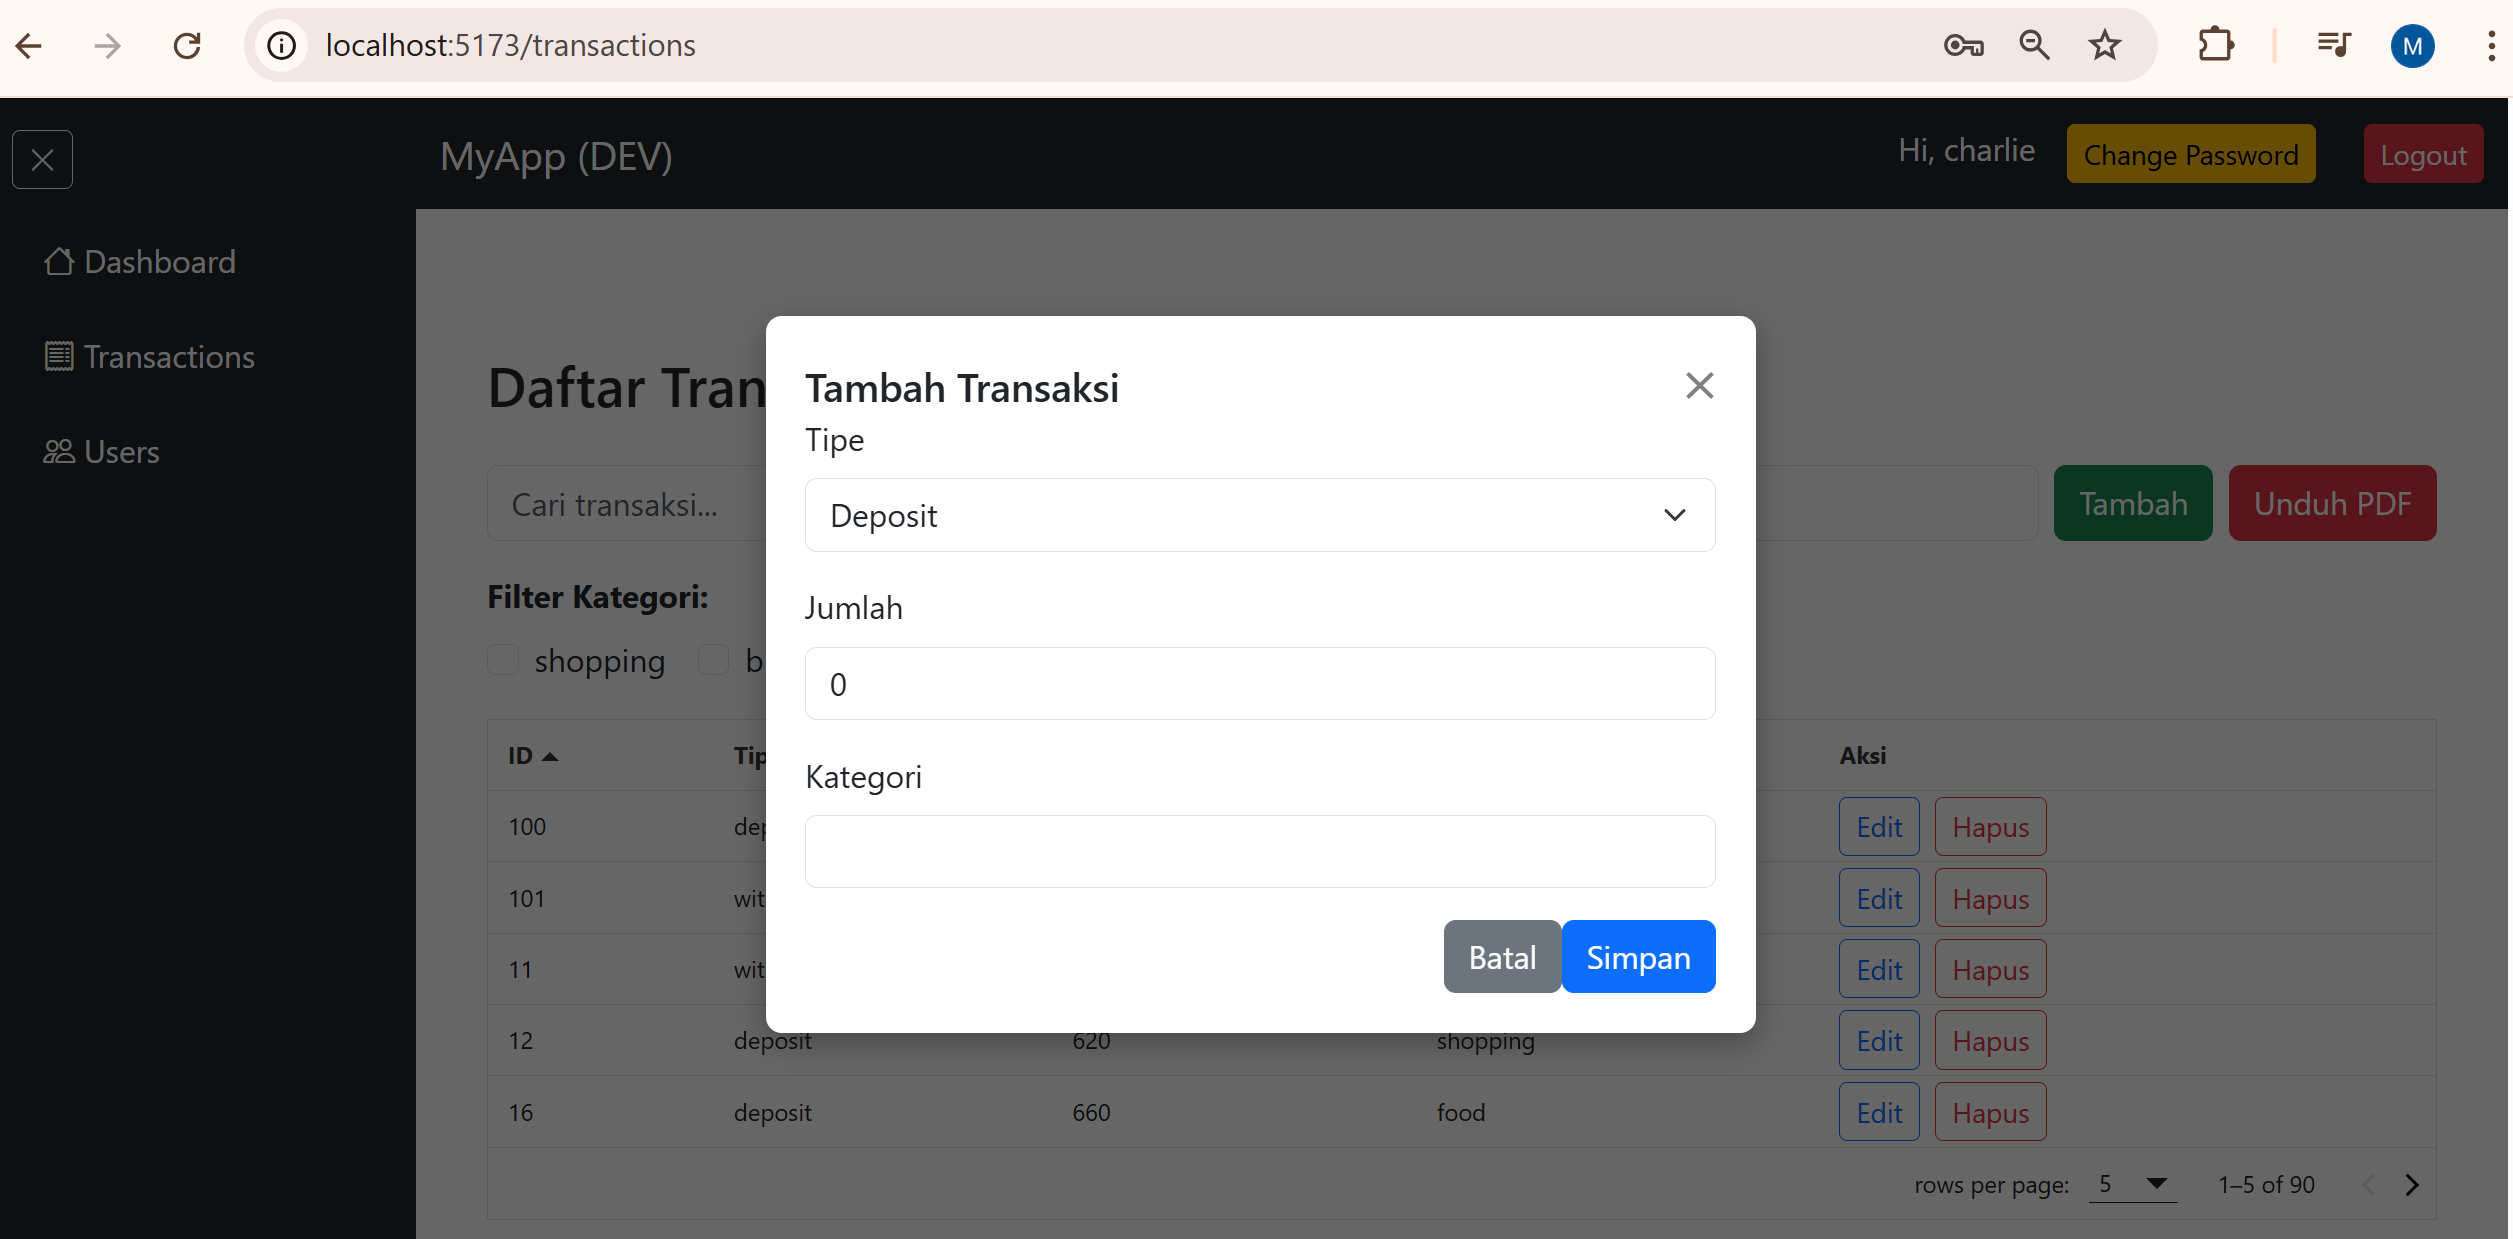 localhost:5173/transactions
M
MyApp (DEV)
Hi, charlie
Change Password
Logout
Dashboard
Transactions
Users
Daftar Tran
Cari transaksi...
Tambah
Unduh PDF
Filter Kategori:
shopping
b
Tambah Transaksi
Tipe
Deposit
Jumlah
0
Kategori
Batal Simpan
ID Tip Aksi
100 dep Edit Hapus
101 wit Edit Hapus
11 wit Edit Hapus
12 deposit 620 shopping Edit Hapus
16 deposit 660 food Edit Hapus
rows per page: 5 1–5 of 90